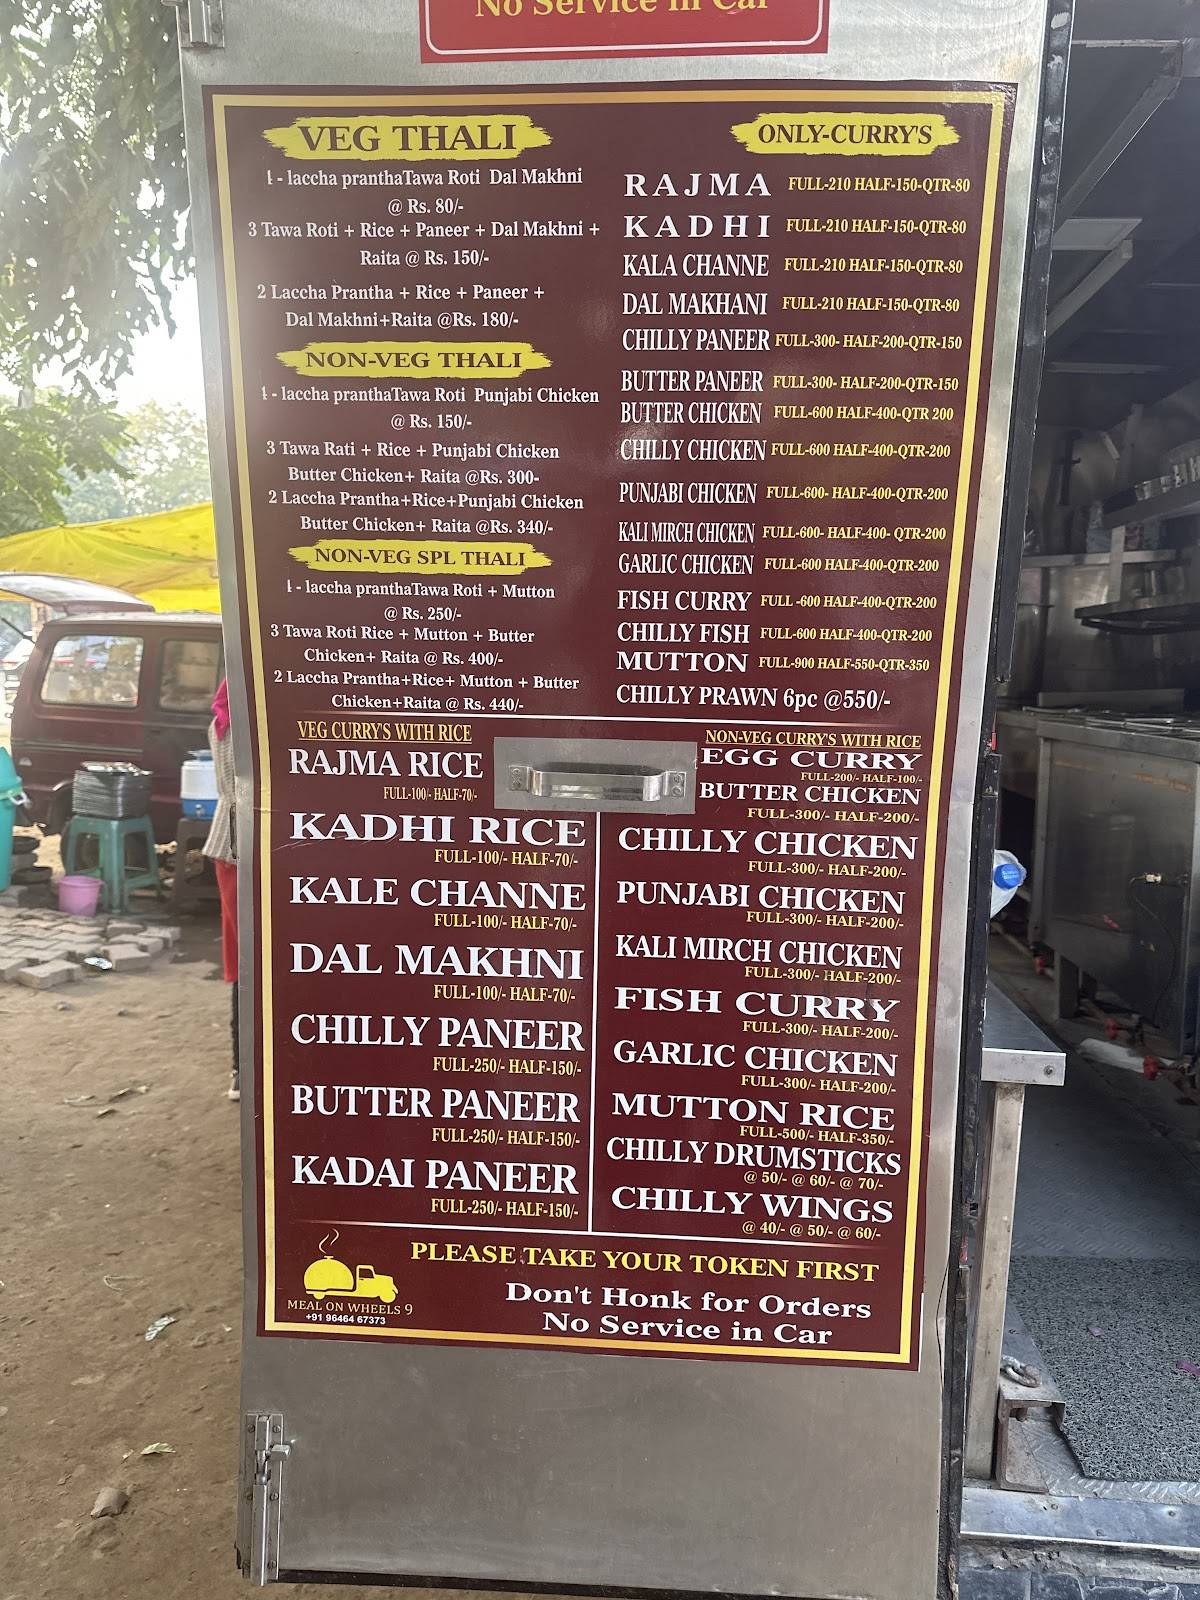 No Service in Car
VEG THALI
4 - laccha pranthaTawa Roti Dal Makhni
@ Rs. 80/-
3 Tawa Roti + Rice + Paneer + Dal Makhni +
Raita @ Rs. 150/-
2 Laccha Prantha + Rice + Paneer +
Dal Makhni+Raita @Rs. 180/-
NON-VEG THALI
4 - laccha pranthaTawa Roti Punjabi Chicken
@ Rs. 150/-
3 Tawa Rati + Rice + Punjabi Chicken
Butter Chicken+ Raita @Rs. 300-
2 Laccha Prantha+Rice+Punjabi Chicken
Butter Chicken+ Raita @Rs. 340/-
NON-VEG SPL THALI
4 - laccha pranthaTawa Roti + Mutton
@ Rs. 250/-
3 Tawa Roti Rice + Mutton + Butter
Chicken+ Raita @ Rs. 400/-
2 Laccha Prantha+Rice+ Mutton + Butter
Chicken+Raita @ Rs. 440/-
ONLY-CURRY'S
RAJMA FULL-210 HALF-150-QTR-80
KADHI FULL-210 HALF-150-QTR-80
KALA CHANNE FULL-210 HALF-150-QTR-80
DAL MAKHANI FULL-210 HALF-150-QTR-80
CHILLY PANEER FULL-300- HALF-200-QTR-150
BUTTER PANEER FULL-300- HALF-200-QTR-150
BUTTER CHICKEN FULL-600 HALF-400-QTR 200
CHILLY CHICKEN FULL-600 HALF-400-QTR-200
PUNJABI CHICKEN FULL-600- HALF-400-QTR-200
KALI MIRCH CHICKEN FULL-600- HALF-400- QTR-200
GARLIC CHICKEN FULL-600 HALF-400-QTR-200
FISH CURRY FULL -600 HALF-400-QTR-200
CHILLY FISH FULL-600 HALF-400-QTR-200
MUTTON FULL-900 HALF-550-QTR-350
CHILLY PRAWN 6pc @550/-
VEG CURRY'S WITH RICE
RAJMA RICE
FULL-100/- HALF-70/-
KADHI RICE
FULL-100/- HALF-70/-
KALE CHANNE
FULL-100/- HALF-70/-
DAL MAKHNI
FULL-100/- HALF-70/-
CHILLY PANEER
FULL-250/- HALF-150/-
BUTTER PANEER
FULL-250/- HALF-150/-
KADAI PANEER
FULL-250/- HALF-150/-
NON-VEG CURRY'S WITH RICE
EGG CURRY
FULL-200/- HALF-100/-
BUTTER CHICKEN
FULL-300/- HALF-200/-
CHILLY CHICKEN
FULL-300/- HALF-200/-
PUNJABI CHICKEN
FULL-300/- HALF-200/-
KALI MIRCH CHICKEN
FULL-300/- HALF-200/-
FISH CURRY
FULL-300/- HALF-200/-
GARLIC CHICKEN
FULL-300/- HALF-200/-
MUTTON RICE
FULL-500/- HALF-350/-
CHILLY DRUMSTICKS
@ 50/- @ 60/- @ 70/-
CHILLY WINGS
@ 40/- @ 50/- @ 60/-
PLEASE TAKE YOUR TOKEN FIRST
Don't Honk for Orders
No Service in Car
MEAL ON WHEELS 9
+91 96464 67373